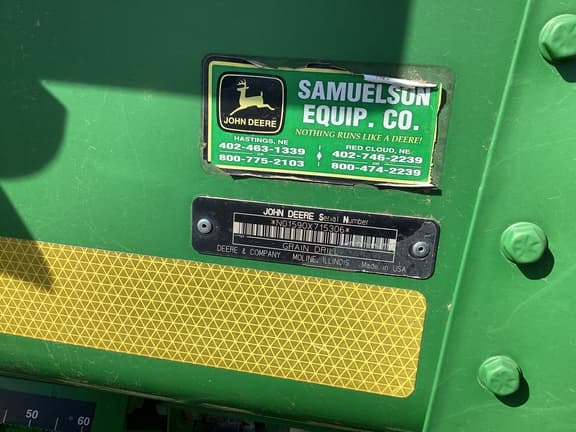 SAMUELSON
EQUIP. CO.
JOHN DEERE
NOTHING RUNS LIKE A DEERE!
HASTINGS, NE
402-463-1339
OR
800-775-2103
RED CLOUD, NE
402-746-2239
OR
800-474-2239
JOHN DEERE Serial Number
*N01590X715306*
GRAIN DRILL
DEERE & COMPANY MOLINE, ILLINOIS Made in USA
50 60